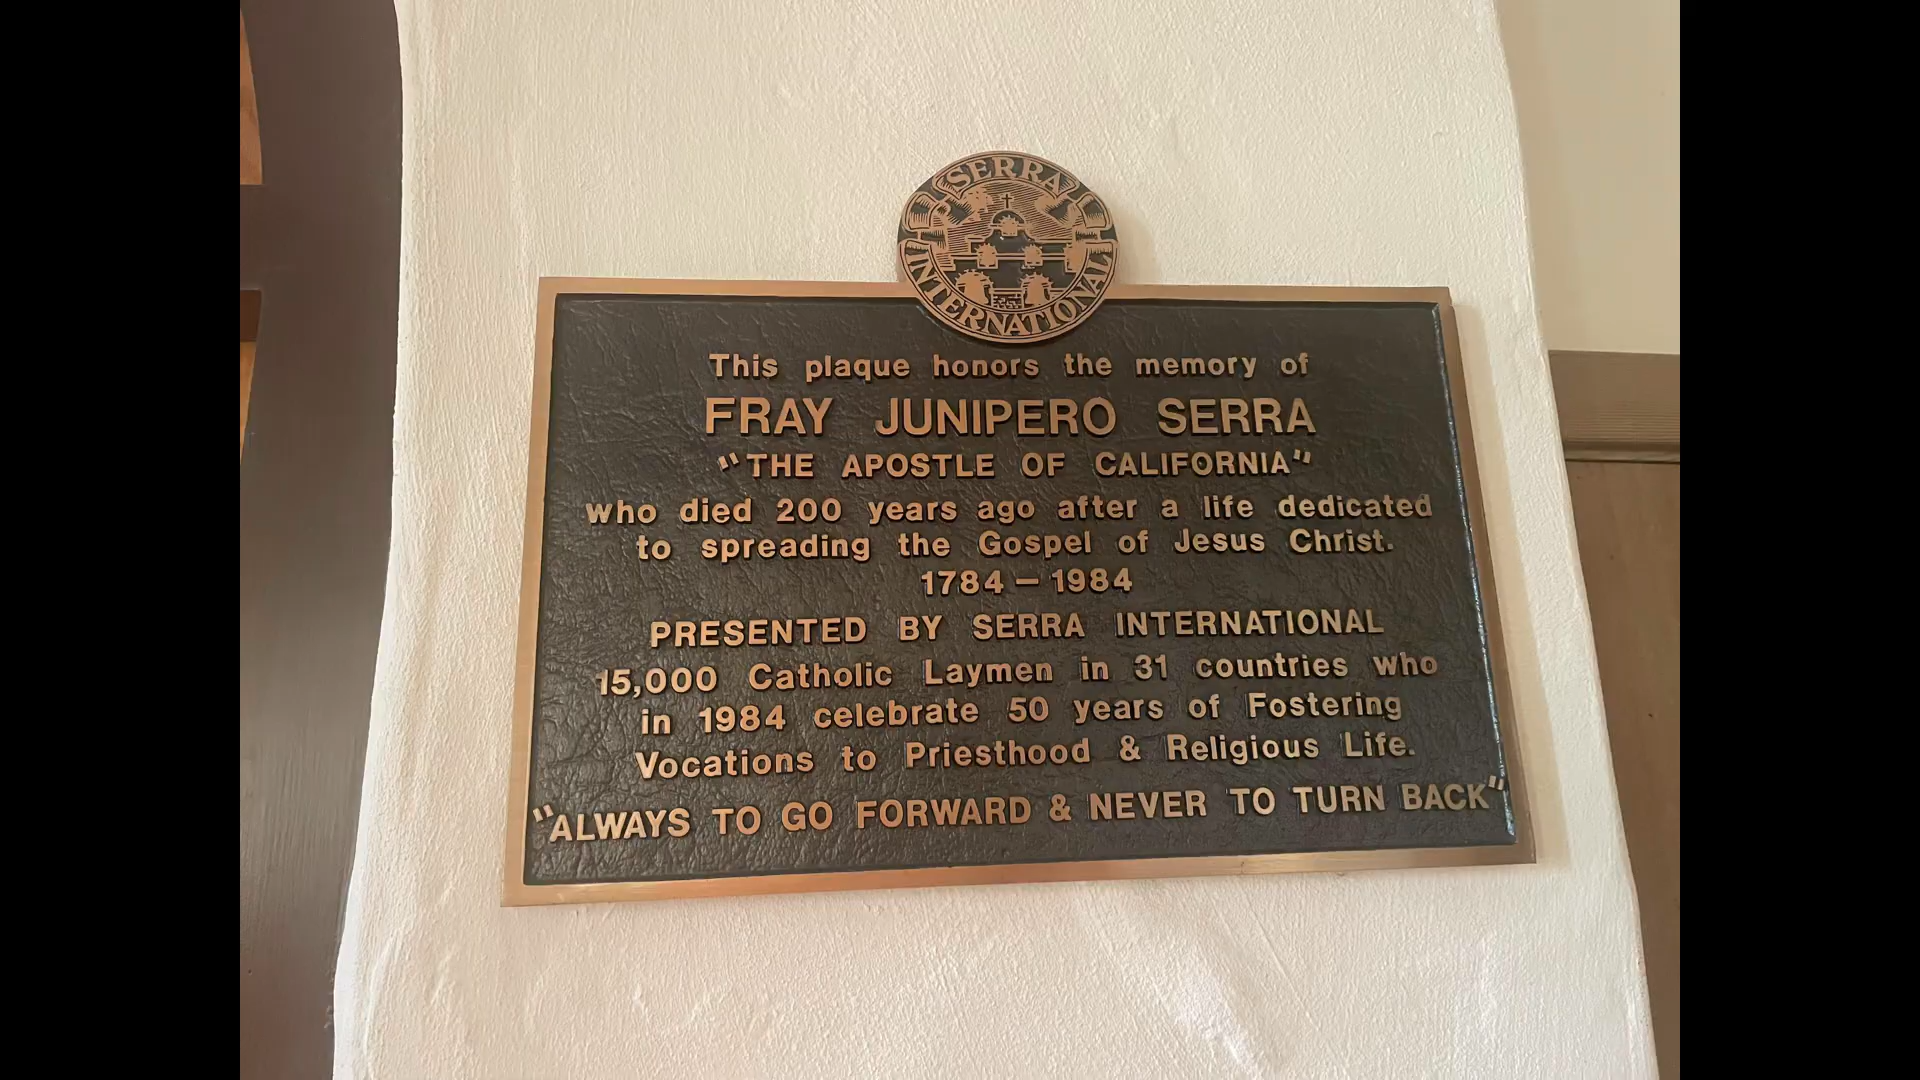 SERRA
INTERNATIONAL
This plaque honors the memory of
FRAY JUNIPERO SERRA
"THE APOSTLE OF CALIFORNIA"
who died 200 years ago after a life dedicated
to spreading the Gospel of Jesus Christ.
1784 – 1984
PRESENTED BY SERRA INTERNATIONAL
15,000 Catholic Laymen in 31 countries who
in 1984 celebrate 50 years of Fostering
Vocations to Priesthood & Religious Life.
"ALWAYS TO GO FORWARD & NEVER TO TURN BACK"